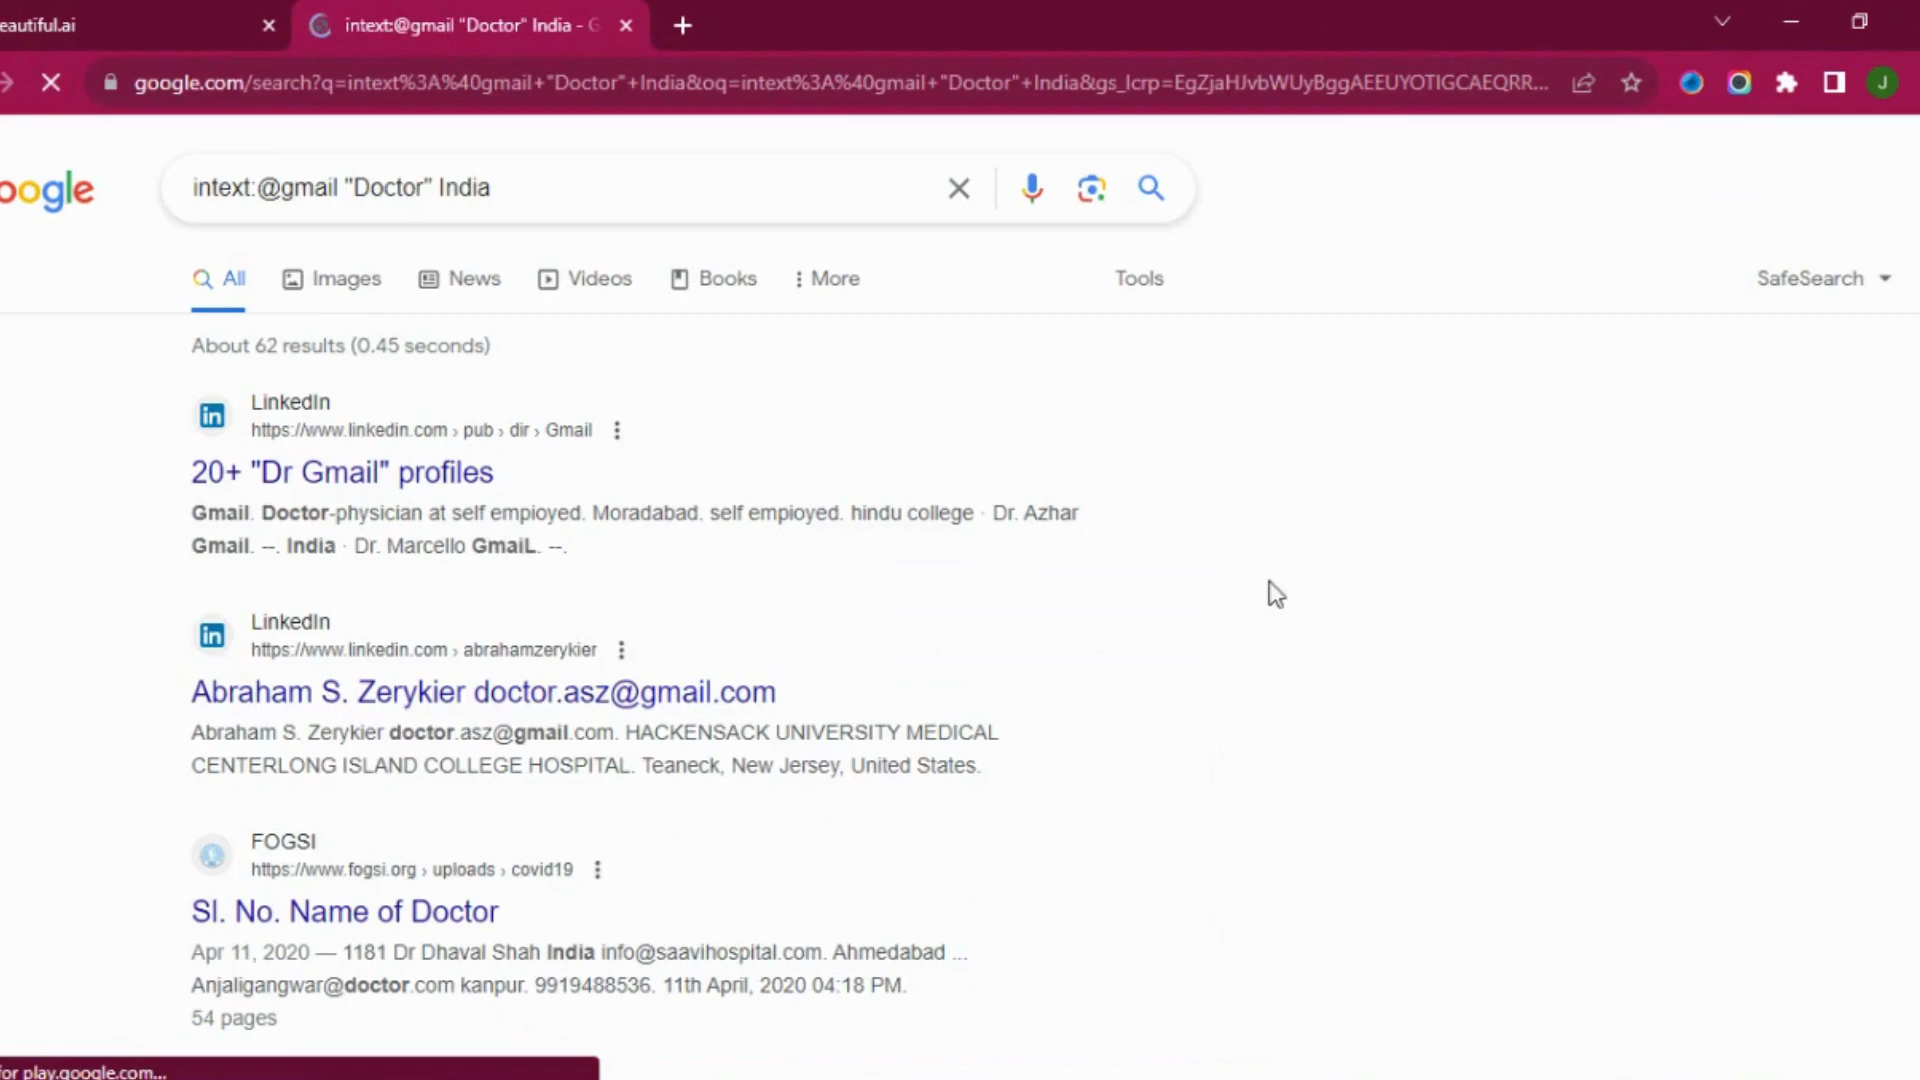 eautiful.ai
intext:@gmail "Doctor" India - G
google.com/search?q=intext%3A%40gmail+"Doctor"+India&oq=intext%3A%40gmail+"Doctor"+India&gs_lcrp=EgZjaHJvbWUyBggAEEUYOTIGCAEQRR...
J
oogle
intext:@gmail "Doctor" India
All
Images
News
Videos
Books
More
Tools
SafeSearch
About 62 results (0.45 seconds)
LinkedIn
https://www.linkedin.com › pub › dir › Gmail
20+ "Dr Gmail" profiles
Gmail. Doctor-physician at self employed. Moradabad. self employed. hindu college · Dr. Azhar
Gmail. --. India · Dr. Marcello GmaiL. --.
LinkedIn
https://www.linkedin.com › abrahamzerykier
Abraham S. Zerykier doctor.asz@gmail.com
Abraham S. Zerykier doctor.asz@gmail.com. HACKENSACK UNIVERSITY MEDICAL
CENTERLONG ISLAND COLLEGE HOSPITAL. Teaneck, New Jersey, United States.
FOGSI
https://www.fogsi.org › uploads › covid19
Sl. No. Name of Doctor
Apr 11, 2020 — 1181 Dr Dhaval Shah India info@saavihospital.com. Ahmedabad ...
Anjaligangwar@doctor.com kanpur. 9919488536. 11th April, 2020 04:18 PM.
54 pages
for play.google.com...